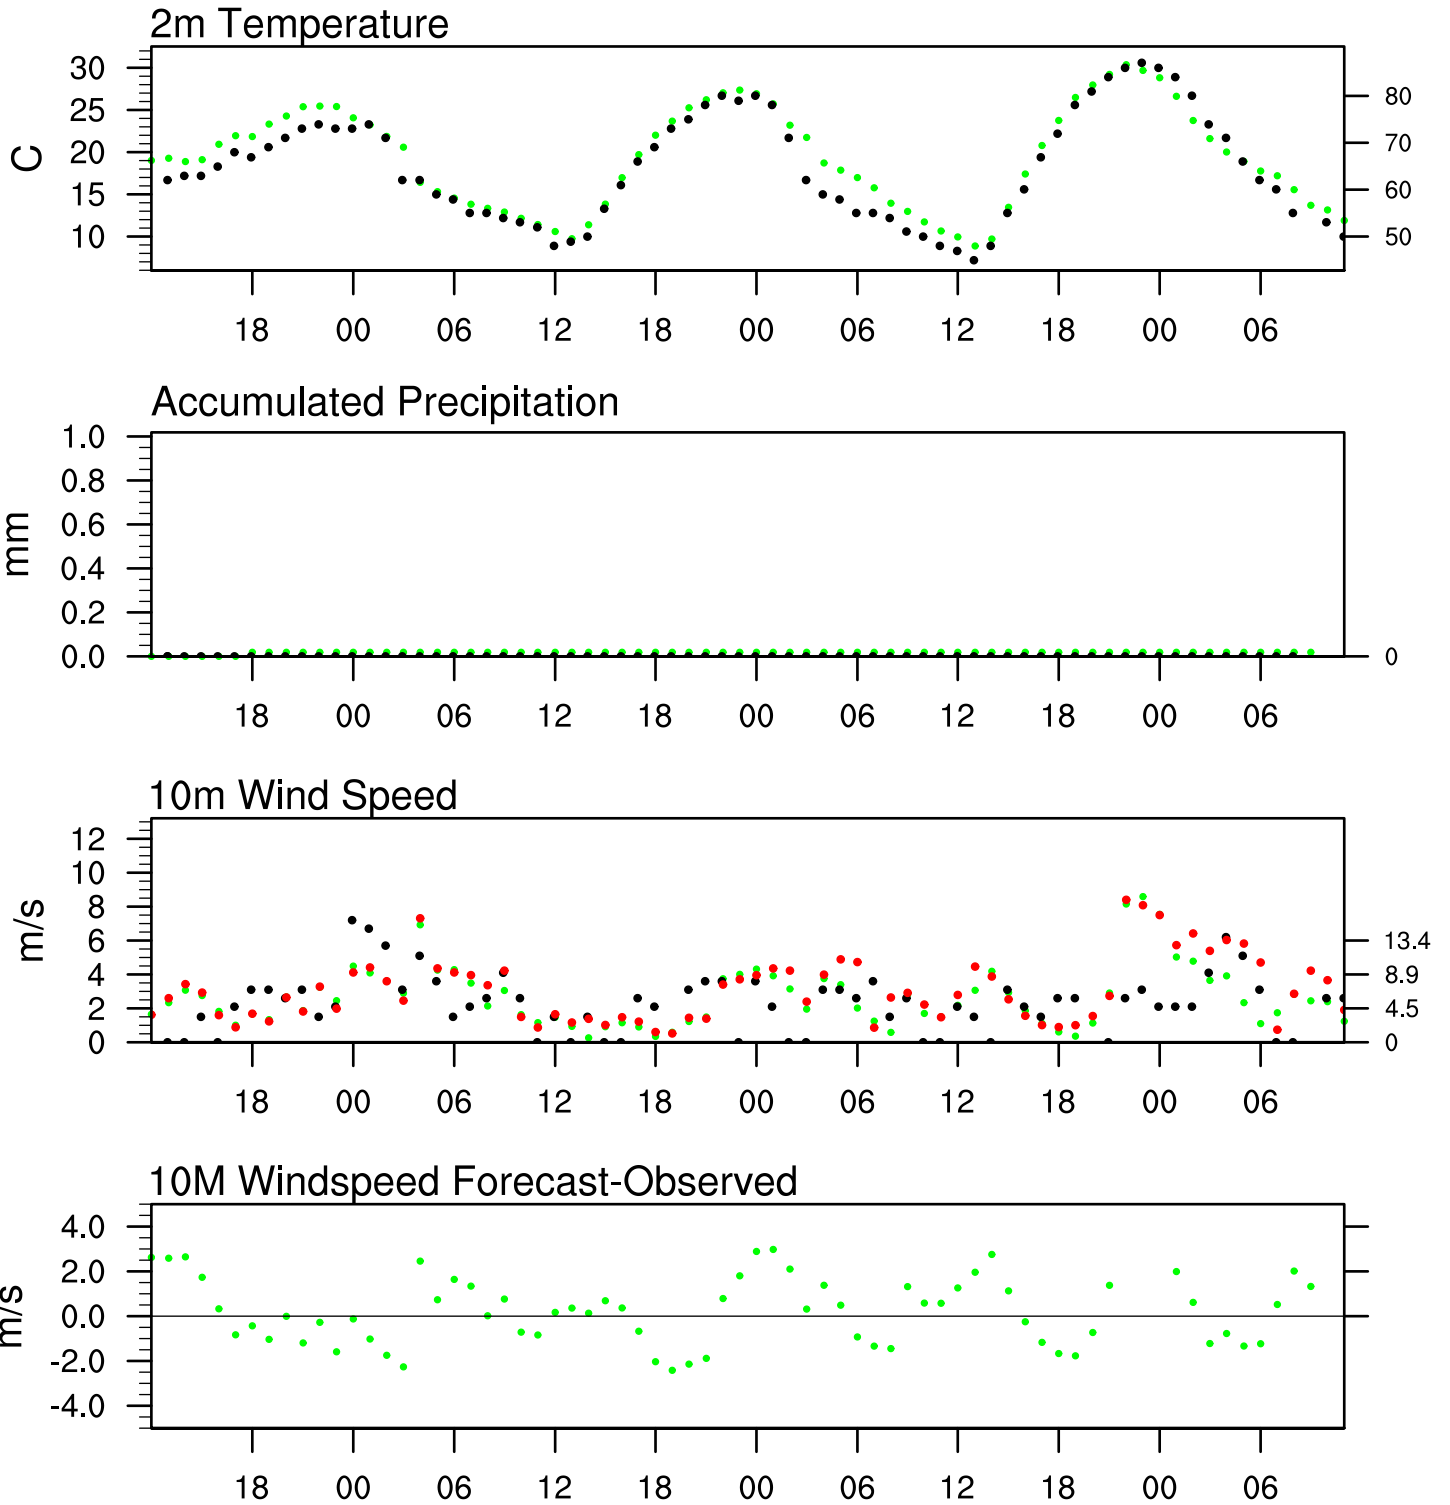 2m Temperature
30
25
20
15
10
C
80
70
60
50
18 00 06 12 18 00 06 12 18 00 06
Accumulated Precipitation
1.0
0.8
0.6
0.4
0.2
0.0
mm
0
18 00 06 12 18 00 06 12 18 00 06
10m Wind Speed
12
10
8
6
4
2
0
m/s
13.4
8.9
4.5
0
18 00 06 12 18 00 06 12 18 00 06
10M Windspeed Forecast-Observed
4.0
2.0
0.0
-2.0
-4.0
m/s
18 00 06 12 18 00 06 12 18 00 06